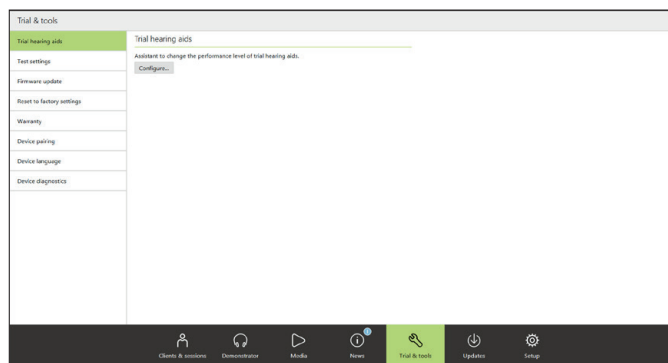 Trial & tools
Trial hearing aids
Test settings
Firmware update
Reset to factory settings
Warranty
Device pairing
Device language
Device diagnostics
Trial hearing aids
Assistant to change the performance level of trial hearing aids.
Configure...
Clients & sessions
Demonstrator
Media
News
1
Trial & tools
Updates
Setup